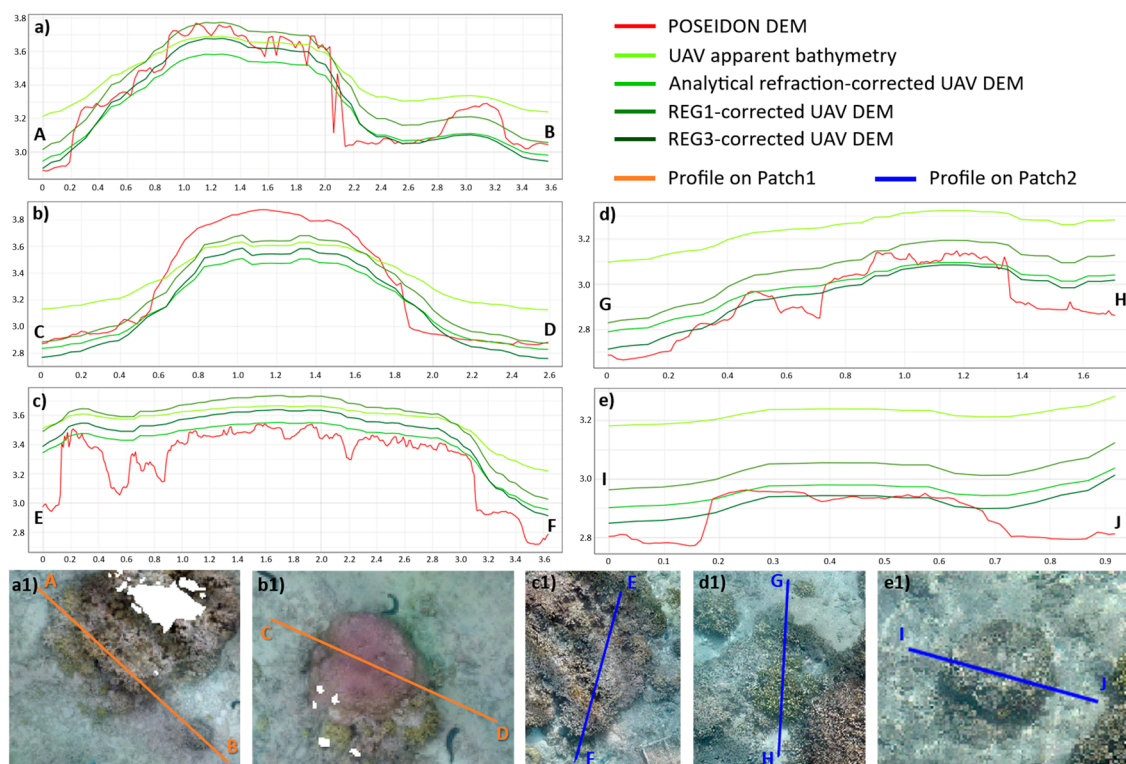 a)
3.8
3.6
3.4
3.2
3.0
A
B
0
0.2
0.4
0.6
0.8
1.0
1.2
1.4
1.6
1.8
2.0
2.2
2.4
2.6
2.8
3.0
3.2
3.4
3.6
POSEIDON DEM
UAV apparent bathymetry
Analytical refraction-corrected UAV DEM
REG1-corrected UAV DEM
REG3-corrected UAV DEM
Profile on Patch1
Profile on Patch2
b)
3.8
3.6
3.4
3.2
3.0
2.8
C
D
0
0.2
0.4
0.6
0.8
1.0
1.2
1.4
1.6
1.8
2.0
2.2
2.4
2.6
d)
3.2
3.0
2.8
G
H
0
0.2
0.4
0.6
0.8
1.0
1.2
1.4
1.6
c)
3.6
3.4
3.2
3.0
2.8
E
F
0
0.2
0.4
0.6
0.8
1.0
1.2
1.4
1.6
1.8
2.0
2.2
2.4
2.6
2.8
3.0
3.2
3.4
3.6
e)
3.2
3.0
2.8
I
J
0
0.1
0.2
0.3
0.4
0.5
0.6
0.7
0.8
0.9
a1)
A
B
b1)
C
D
c1)
E
F
d1)
G
H
e1)
I
J